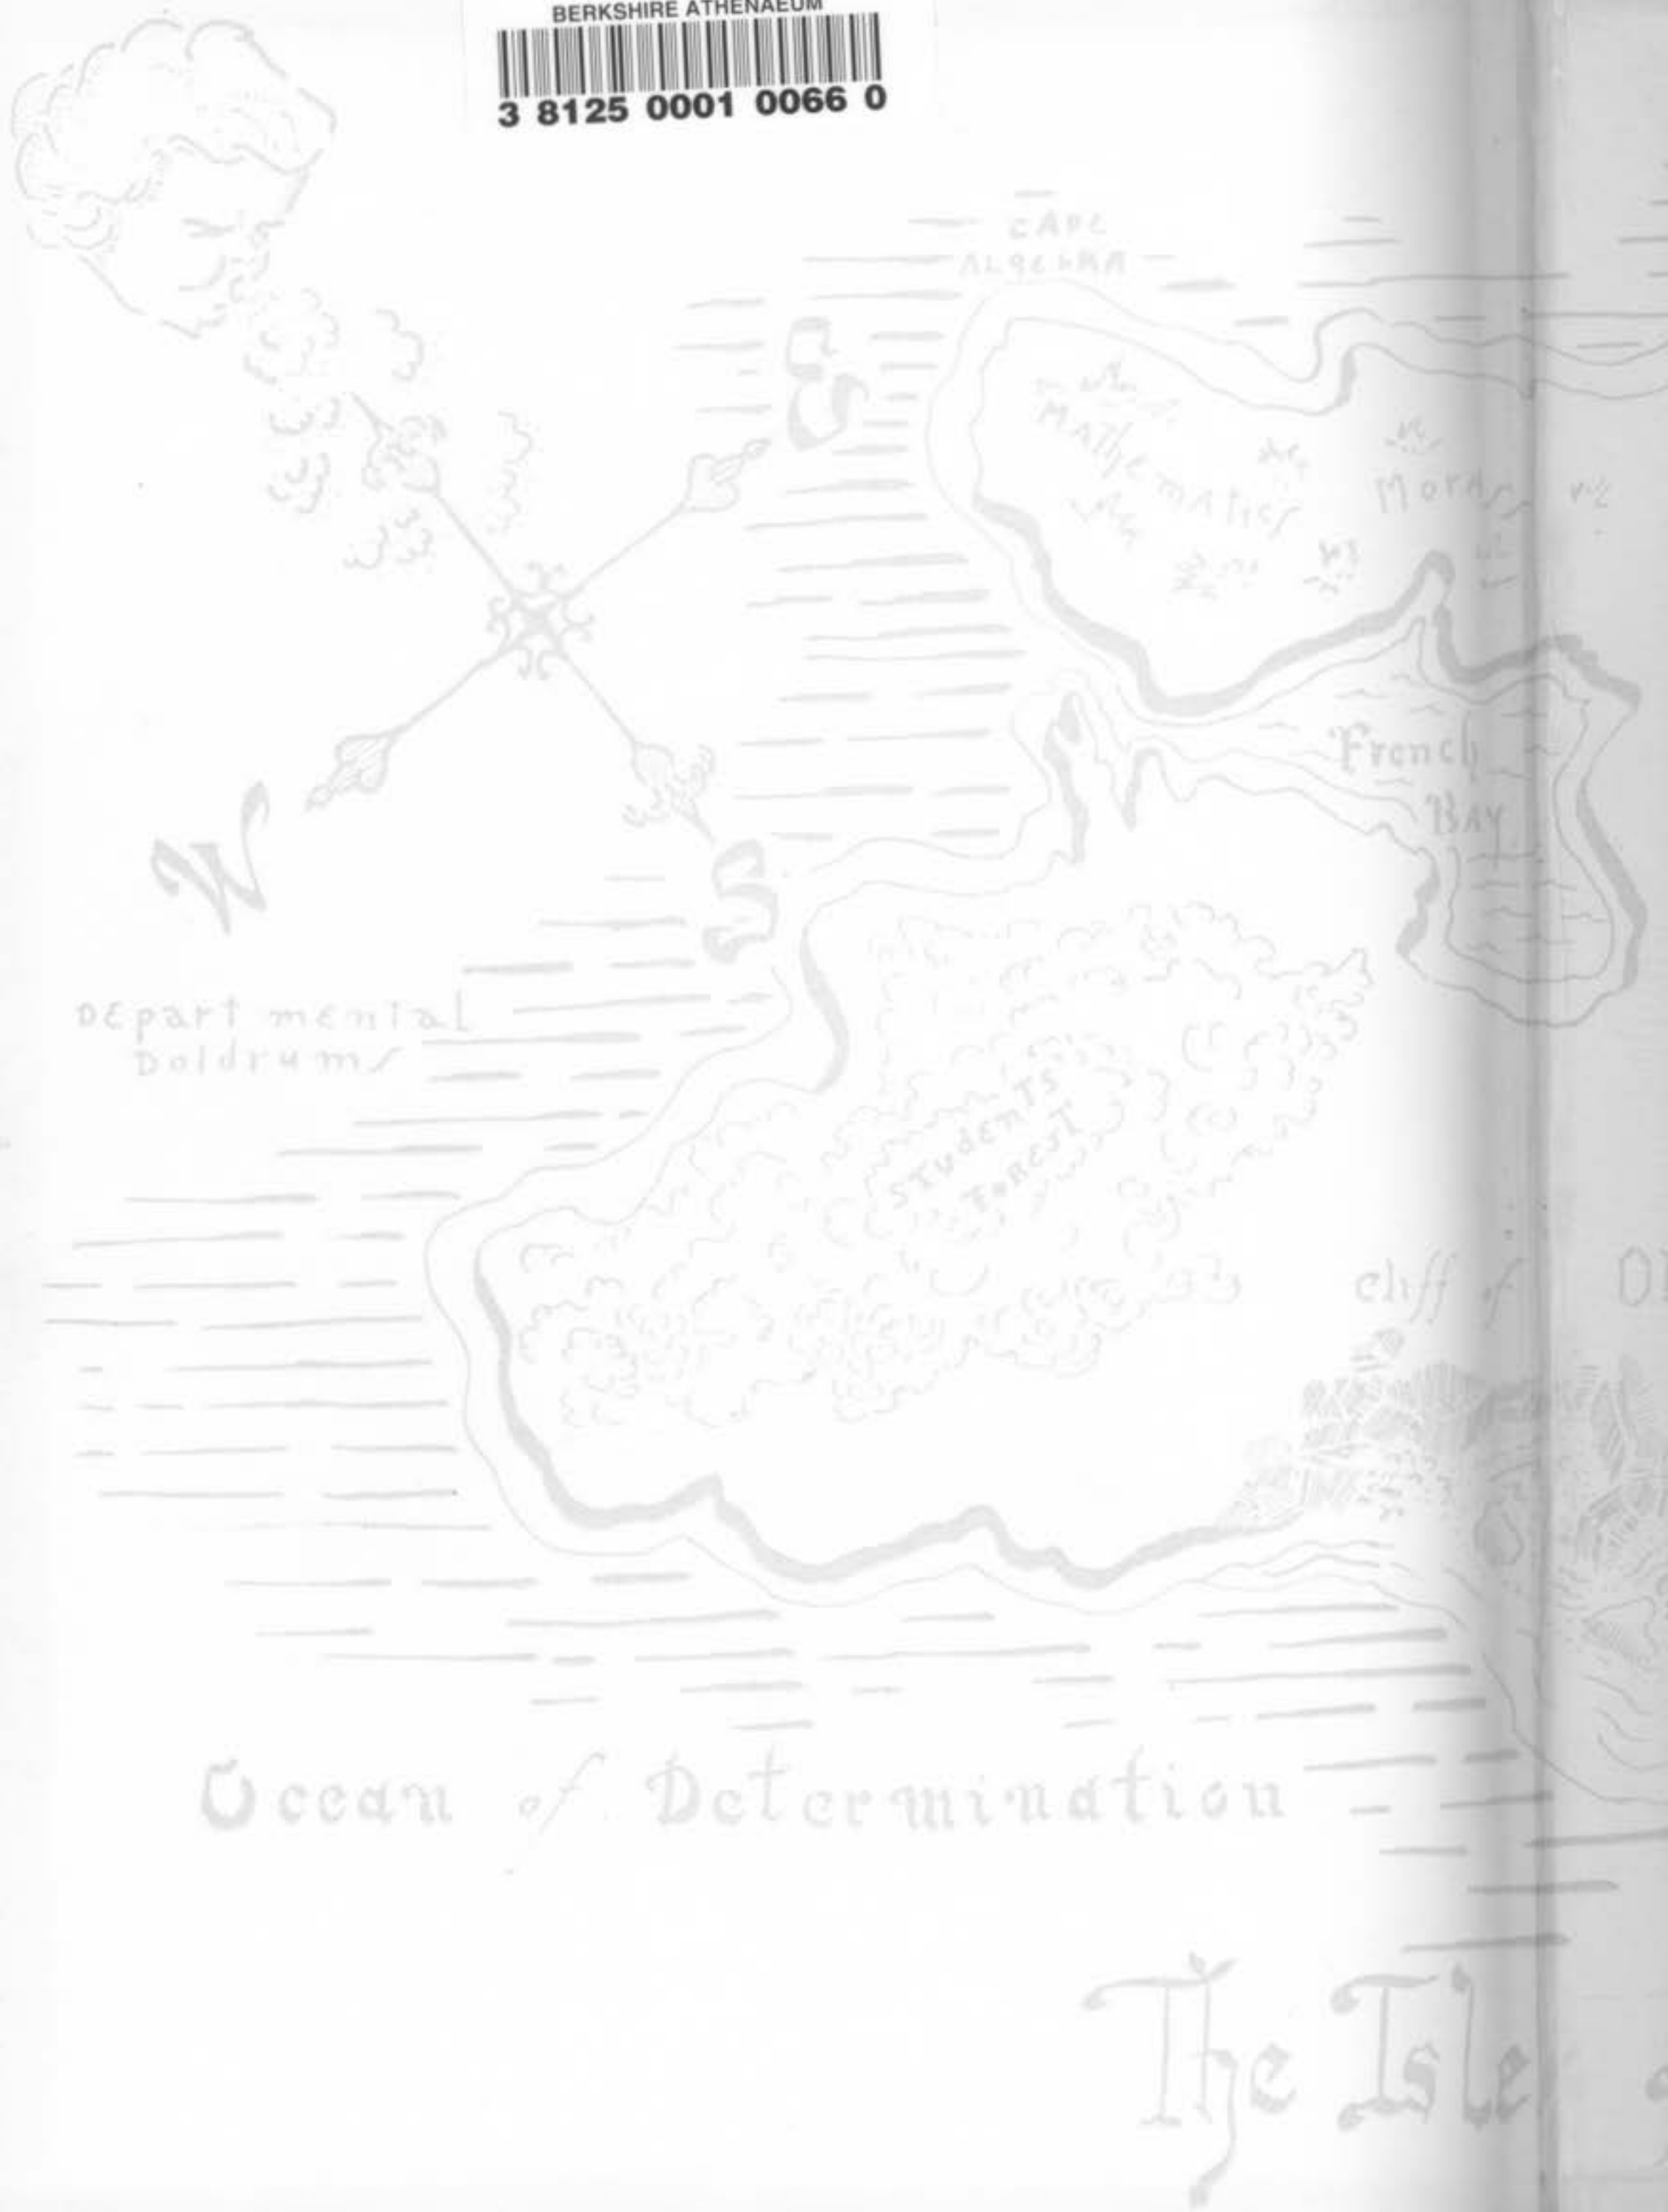 BERKSHIRE ATHENAEUM
3 8125 0001 0066 0
CAPE
ALGEBRA
E
Mathematics
French
BAY
W
S
Departmental
Doldrums
STUDENTS
FOREST
Cliff of
Ocean of Determination
The Isle